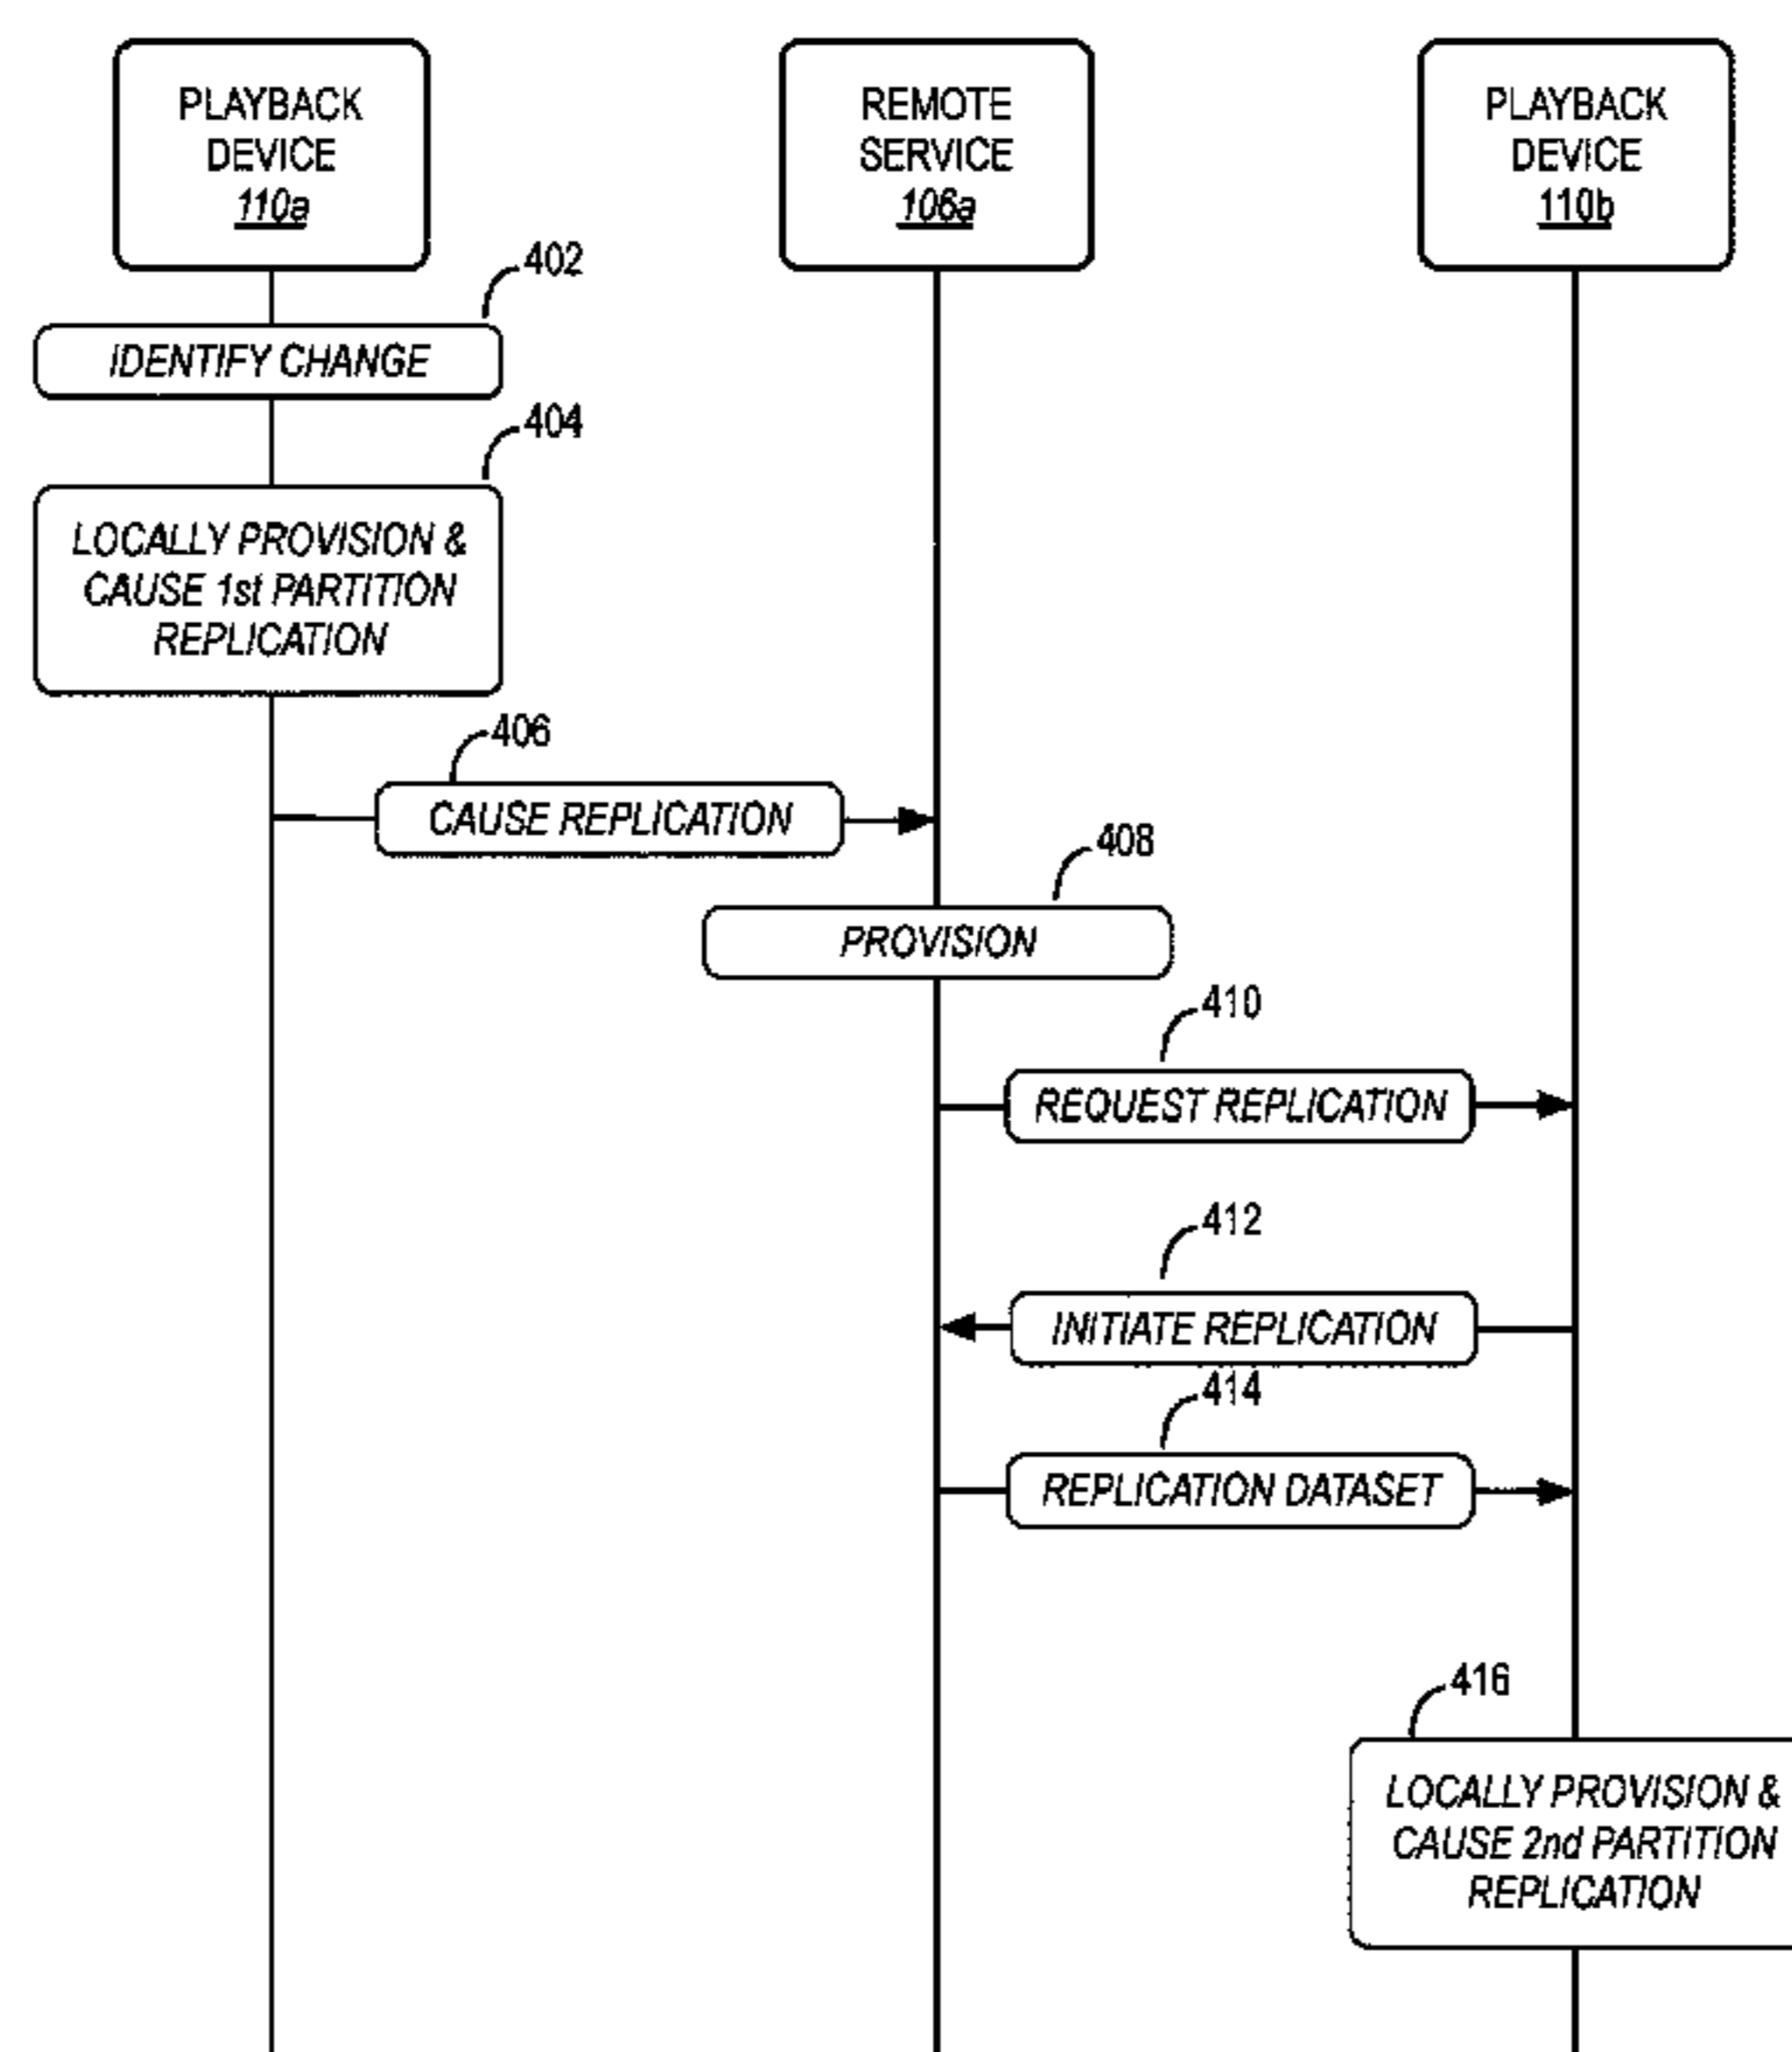 PLAYBACK
DEVICE
110a
REMOTE
SERVICE
106a
PLAYBACK
DEVICE
110b
402
IDENTIFY CHANGE
404
LOCALLY PROVISION &
CAUSE 1st PARTITION
REPLICATION
406
CAUSE REPLICATION
408
PROVISION
410
REQUEST REPLICATION
412
INITIATE REPLICATION
414
REPLICATION DATASET
416
LOCALLY PROVISION &
CAUSE 2nd PARTITION
REPLICATION